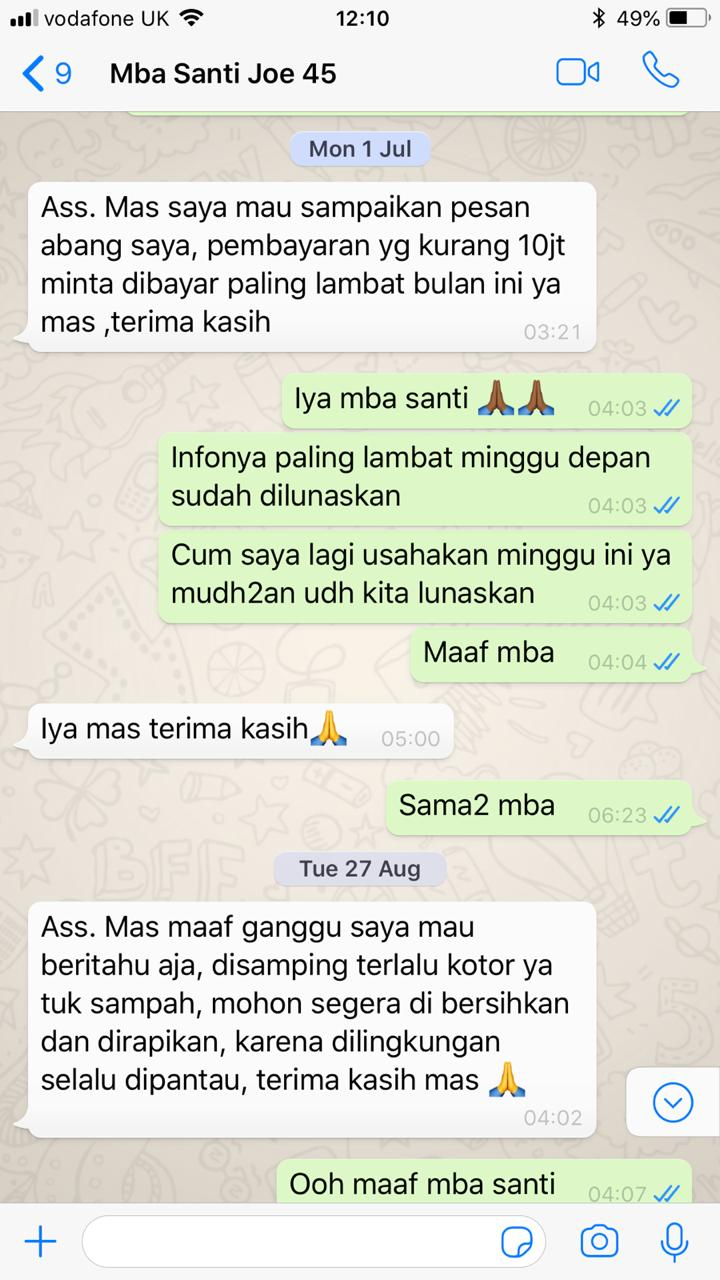 vodafone UK 12:10 49%
9 Mba Santi Joe 45
Mon 1 Jul
Ass. Mas saya mau sampaikan pesan
abang saya, pembayaran yg kurang 10jt
minta dibayar paling lambat bulan ini ya
mas ,terima kasih 03:21
Iya mba santi 🙏🏾🙏🏾 04:03
Infonya paling lambat minggu depan
sudah dilunaskan 04:03
Cum saya lagi usahakan minggu ini ya
mudh2an udh kita lunaskan 04:03
Maaf mba 04:04
Iya mas terima kasih🙏 05:00
Sama2 mba 06:23
Tue 27 Aug
Ass. Mas maaf ganggu saya mau
beritahu aja, disamping terlalu kotor ya
tuk sampah, mohon segera di bersihkan
dan dirapikan, karena dilingkungan
selalu dipantau, terima kasih mas 🙏
04:02
Ooh maaf mba santi 04:07